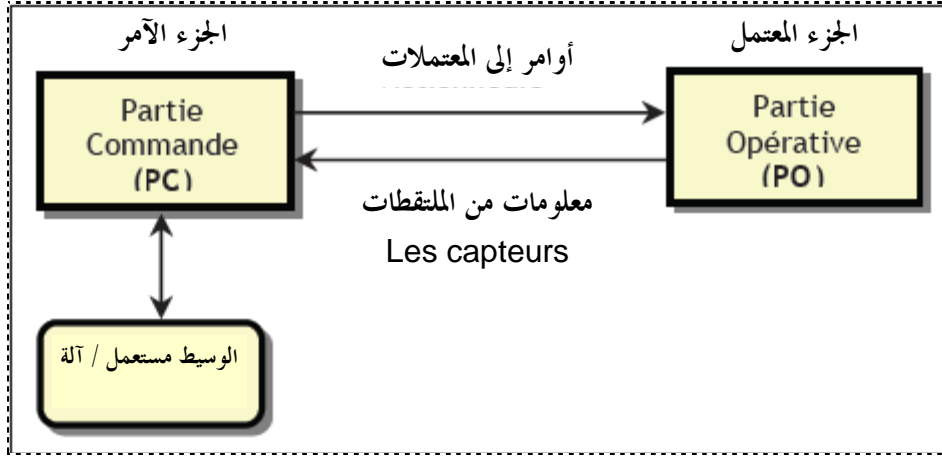 الجزء الآمر
الجزء المعتمل
أوامر إلى المعتملات
Partie
Commande
(PC)
Partie
Opérative
(PO)
معلومات من الملتقطات
Les capteurs
الوسيط مستعمل / آلة